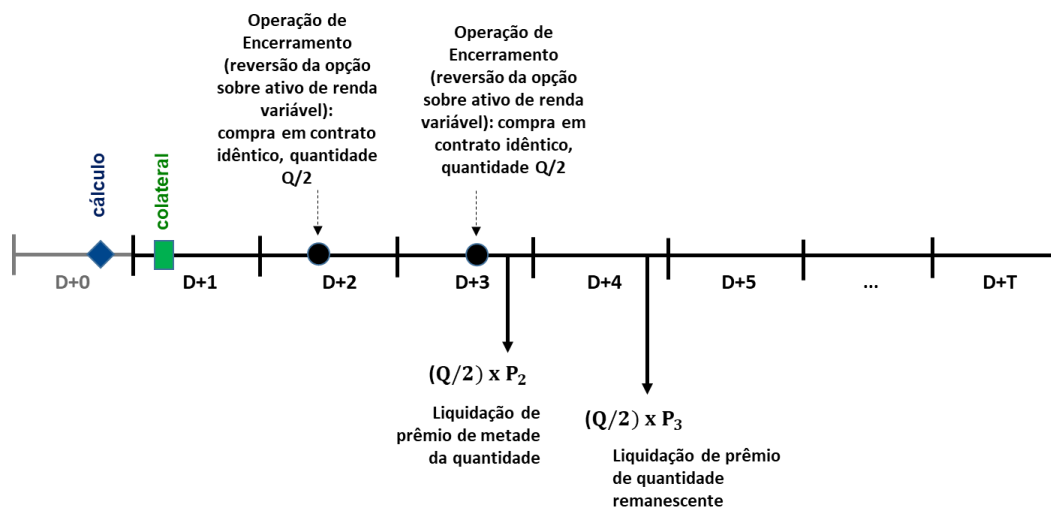 Operação de
Encerramento
(reversão da opção
sobre ativo de renda
variável):
compra em contrato
idêntico, quantidade
Q/2
Operação de
Encerramento
(reversão da opção
sobre ativo de renda
variável): compra em
contrato idêntico,
quantidade Q/2
cálculo
colateral
D+0
D+1
D+2
D+3
D+4
D+5
...
D+T
(Q/2) x P₂
Liquidação de
prêmio de metade
da quantidade
(Q/2) x P₃
Liquidação de prêmio
de quantidade
remanescente